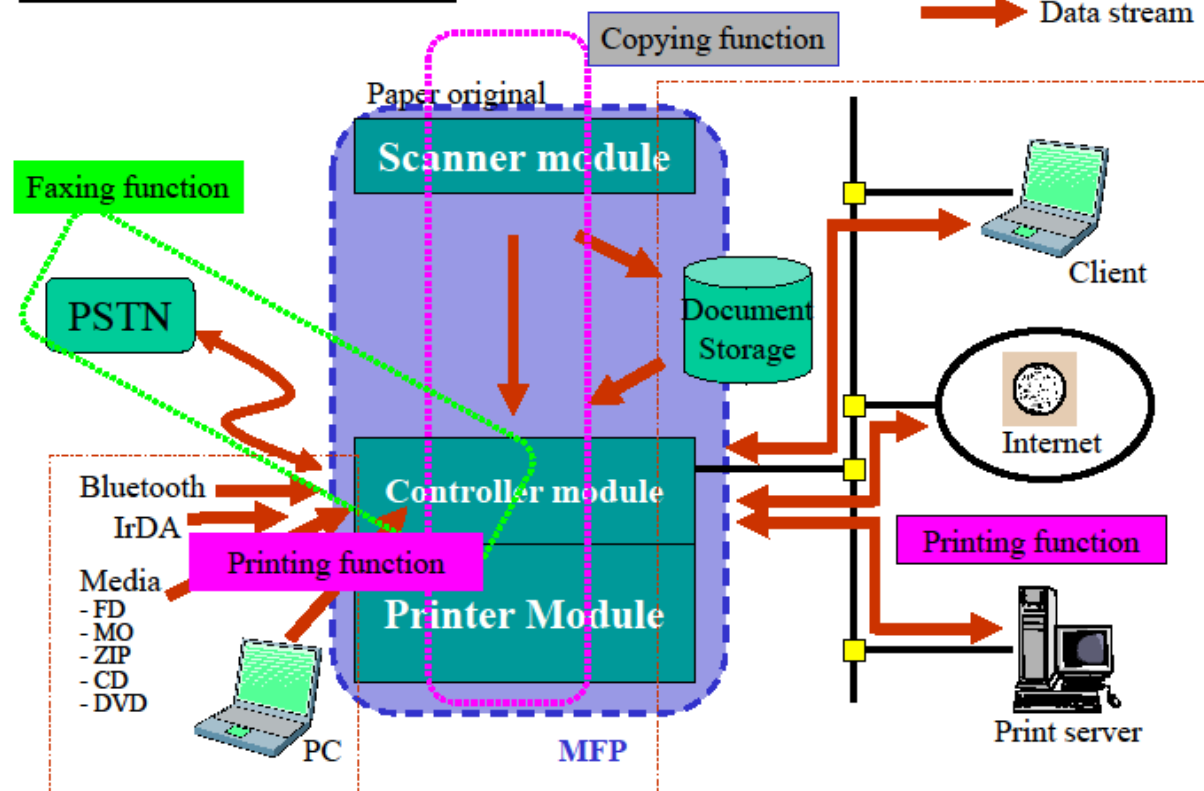 Data stream
Copying function
Paper original
Scanner module
Faxing function
PSTN
Document
Storage
Client
Internet
Bluetooth
IrDA
Controller module
Printing function
Printing function
Media
- FD
- MO
- ZIP
- CD
- DVD
Printer Module
PC
MFP
Print server